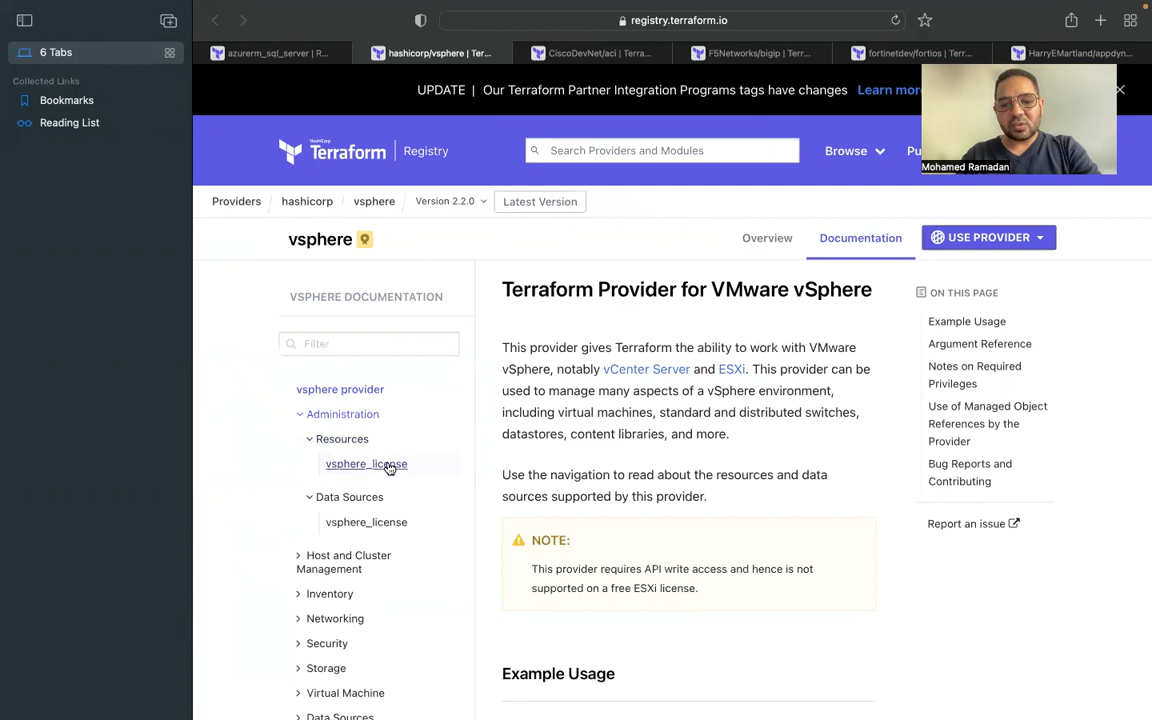 6 Tabs
Collected Links
Bookmarks
Reading List
registry.terraform.io
azurerm_sql_server | R...
hashicorp/vsphere | Ter...
CiscoDevNet/aci | Terra...
F5Networks/bigip | Terr...
fortinetdev/fortios | Ter...
HarryEMartland/appdyn...
UPDATE | Our Terraform Partner Integration Programs tags have changes Learn more
HashiCorp
Terraform | Registry
Search Providers and Modules
Browse
Pu
Mohamed Ramadan
Providers / hashicorp / vsphere / Version 2.2.0
Latest Version
vsphere
Overview
Documentation
USE PROVIDER
VSPHERE DOCUMENTATION
Filter
vsphere provider
Administration
Resources
vsphere_license
Data Sources
vsphere_license
Host and Cluster
Management
Inventory
Networking
Security
Storage
Virtual Machine
Data Sources
Terraform Provider for VMware vSphere
This provider gives Terraform the ability to work with VMware
vSphere, notably vCenter Server and ESXi. This provider can be
used to manage many aspects of a vSphere environment,
including virtual machines, standard and distributed switches,
datastores, content libraries, and more.
Use the navigation to read about the resources and data
sources supported by this provider.
NOTE:
This provider requires API write access and hence is not
supported on a free ESXi license.
Example Usage
ON THIS PAGE
Example Usage
Argument Reference
Notes on Required
Privileges
Use of Managed Object
References by the
Provider
Bug Reports and
Contributing
Report an issue